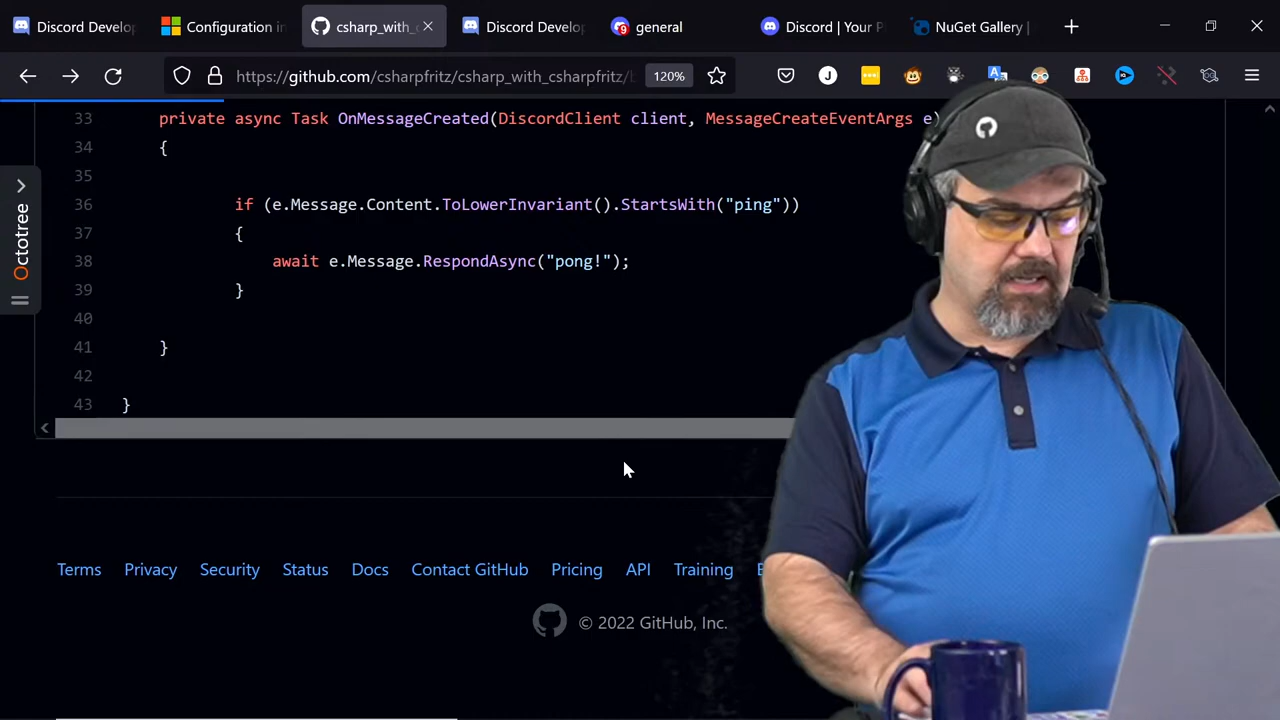 Discord Develo
Configuration in
csharp_with_
Discord Develo
general
Discord | Your P
NuGet Gallery |
https://github.com/csharpfritz/csharp_with_csharpfritz/b
120%
33 private async Task OnMessageCreated(DiscordClient client, MessageCreateEventArgs e)
34 {
35
36 if (e.Message.Content.ToLowerInvariant().StartsWith("ping"))
37 {
38 await e.Message.RespondAsync("pong!");
39 }
40
41 }
42
43 }
Octotree
Terms Privacy Security Status Docs Contact GitHub Pricing API Training
© 2022 GitHub, Inc.